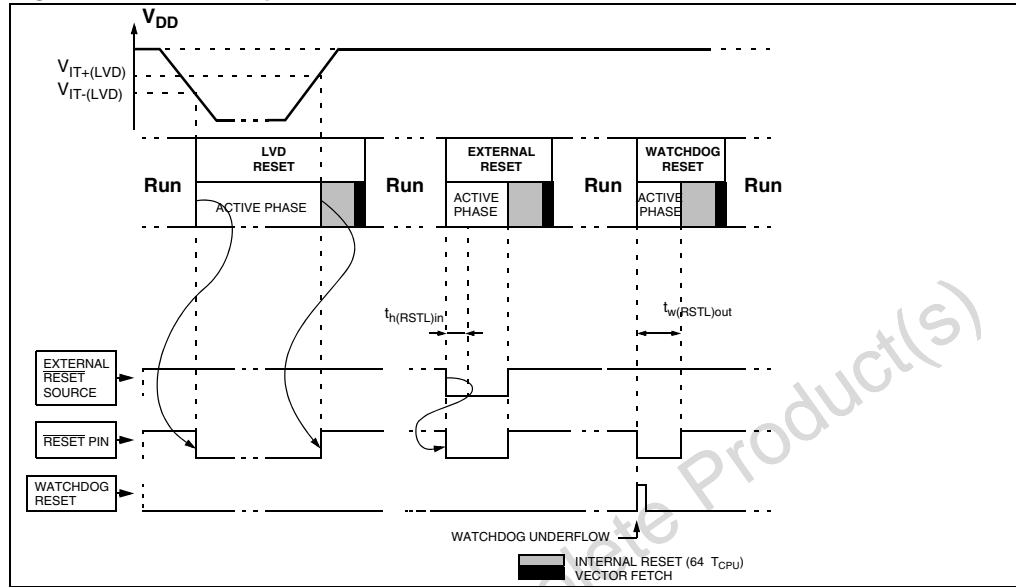 VDD
VIT+(LVD)
VIT-(LVD)
LVD
RESET
EXTERNAL
RESET
WATCHDOG
RESET
Run
ACTIVE PHASE
Run
ACTIVE
PHASE
Run
ACTIVE
PHASE
Run
th(RSTL)in
tw(RSTL)out
EXTERNAL
RESET
SOURCE
RESET PIN
WATCHDOG
RESET
WATCHDOG UNDERFLOW
INTERNAL RESET (64 TCPU)
VECTOR FETCH
Product(s)